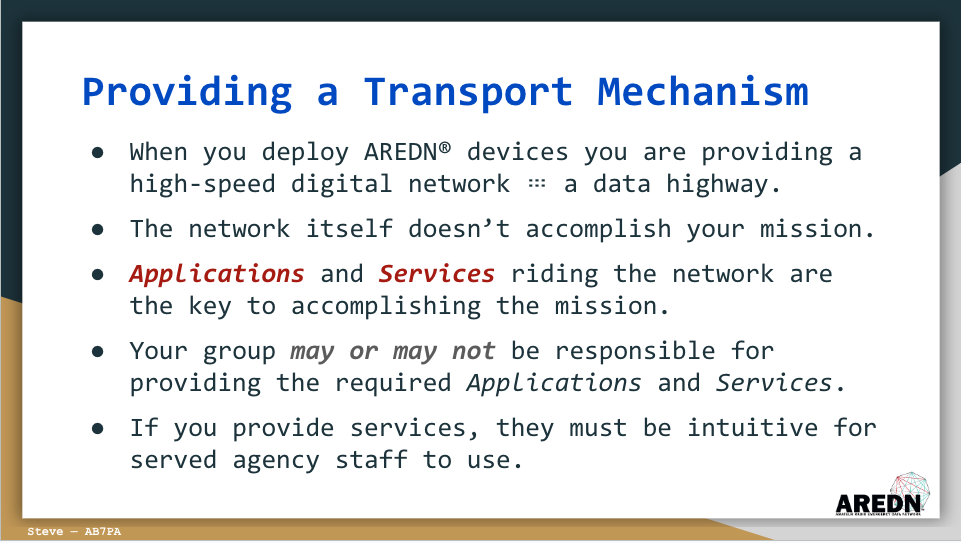 Providing a Transport Mechanism
● When you deploy AREDN® devices you are providing a
high-speed digital network ⁝⁝⁝ a data highway.
● The network itself doesn’t accomplish your mission.
● Applications and Services riding the network are
the key to accomplishing the mission.
● Your group may or may not be responsible for
providing the required Applications and Services.
● If you provide services, they must be intuitive for
served agency staff to use.
AREDN
AMATEUR RADIO EMERGENCY DATA NETWORK
Steve — AB7PA